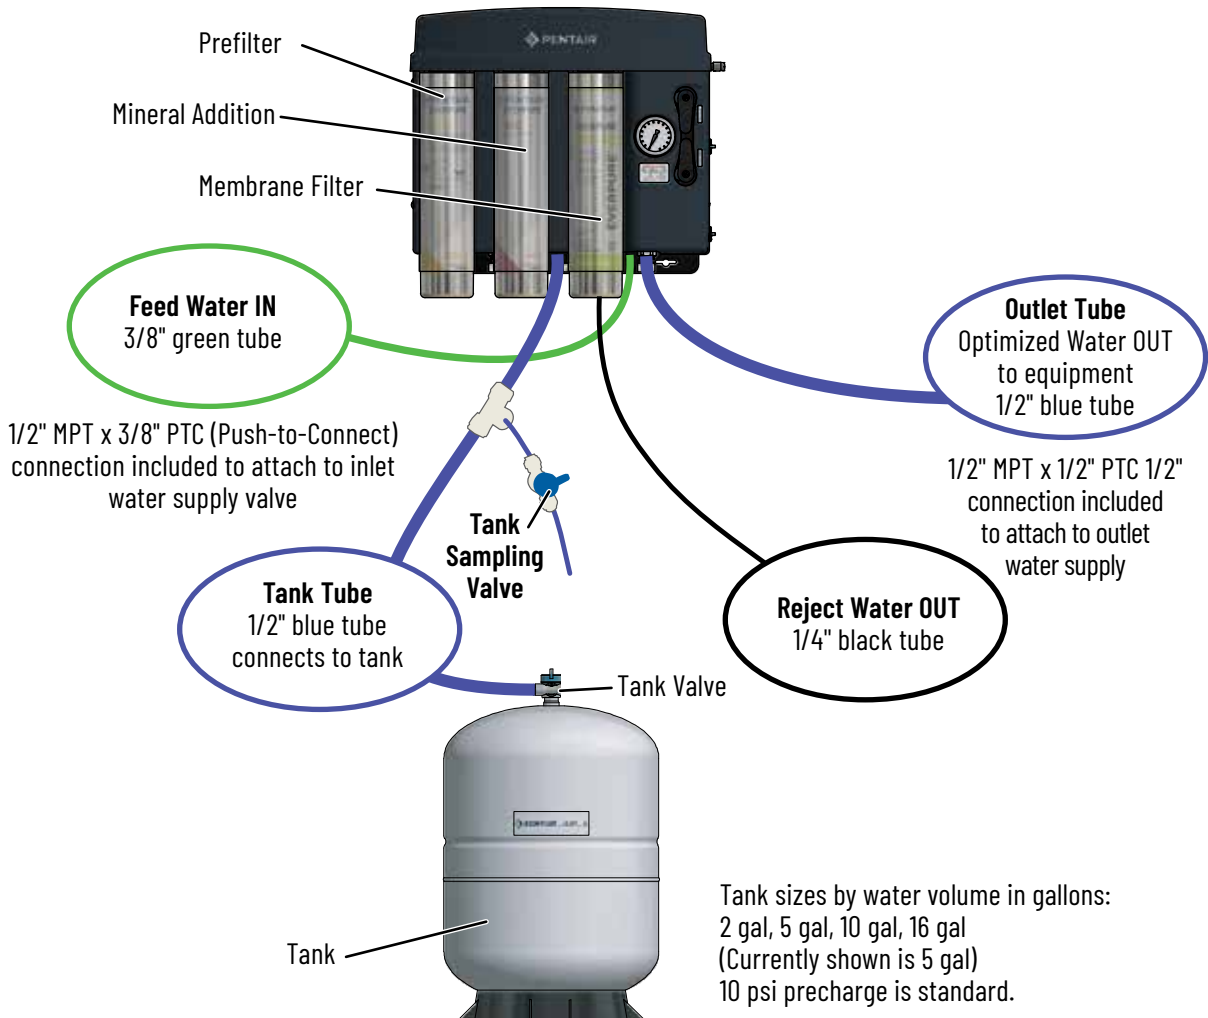 PENTAIR
Prefilter
Mineral Addition
Membrane Filter
EVERPURE
Feed Water IN
3/8" green tube
1/2" MPT x 3/8" PTC (Push-to-Connect)
connection included to attach to inlet
water supply valve
Outlet Tube
Optimized Water OUT
to equipment
1/2" blue tube
1/2" MPT x 1/2" PTC 1/2"
connection included
to attach to outlet
water supply
Tank
Sampling
Valve
Tank Tube
1/2" blue tube
connects to tank
Reject Water OUT
1/4" black tube
Tank Valve
PENTAIR
Tank
Tank sizes by water volume in gallons:
2 gal, 5 gal, 10 gal, 16 gal
(Currently shown is 5 gal)
10 psi precharge is standard.